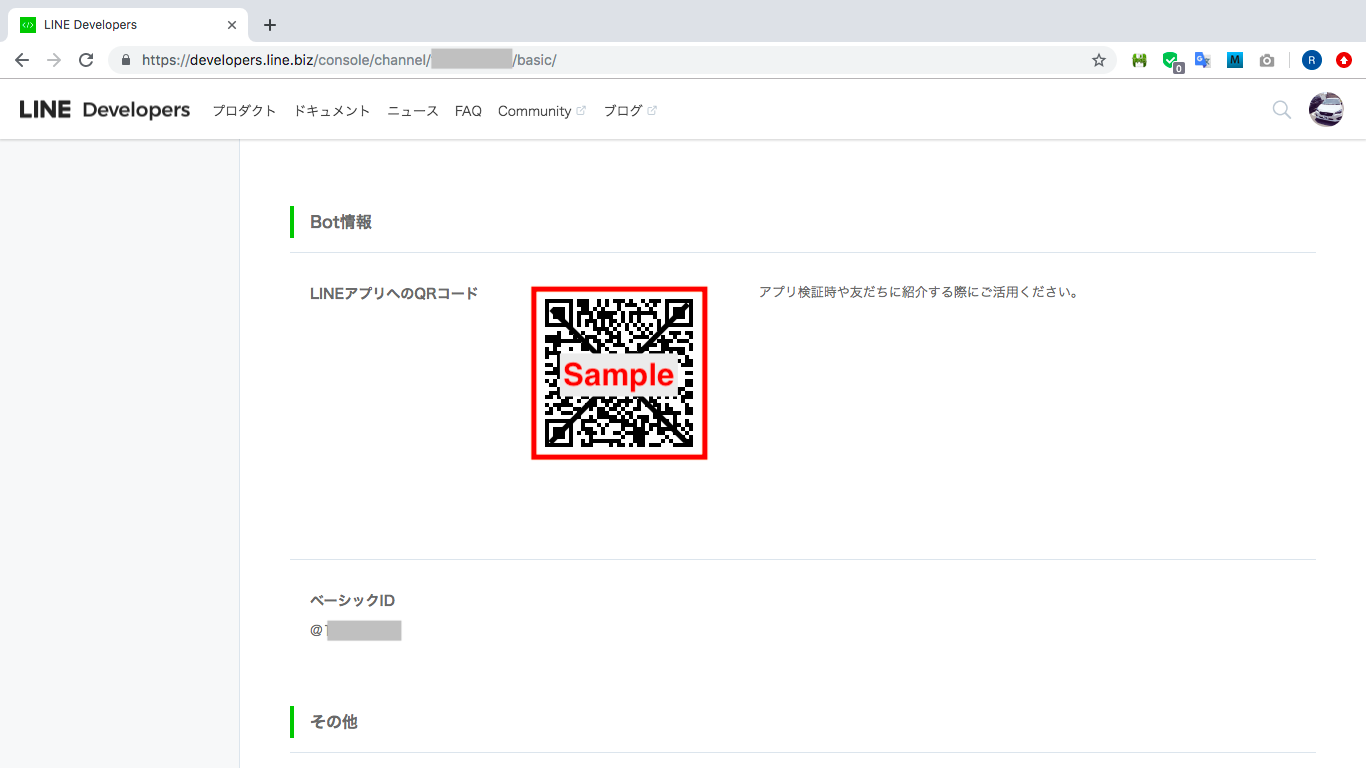 LINE Developers
https://developers.line.biz/console/channel/ /basic/
0
M
R
LINE Developers プロダクト ドキュメント ニュース FAQ Community ブログ
Bot情報
LINEアプリへのQRコード
Sample
アプリ検証時や友だちに紹介する際にご活用ください。
ベーシックID
@
その他